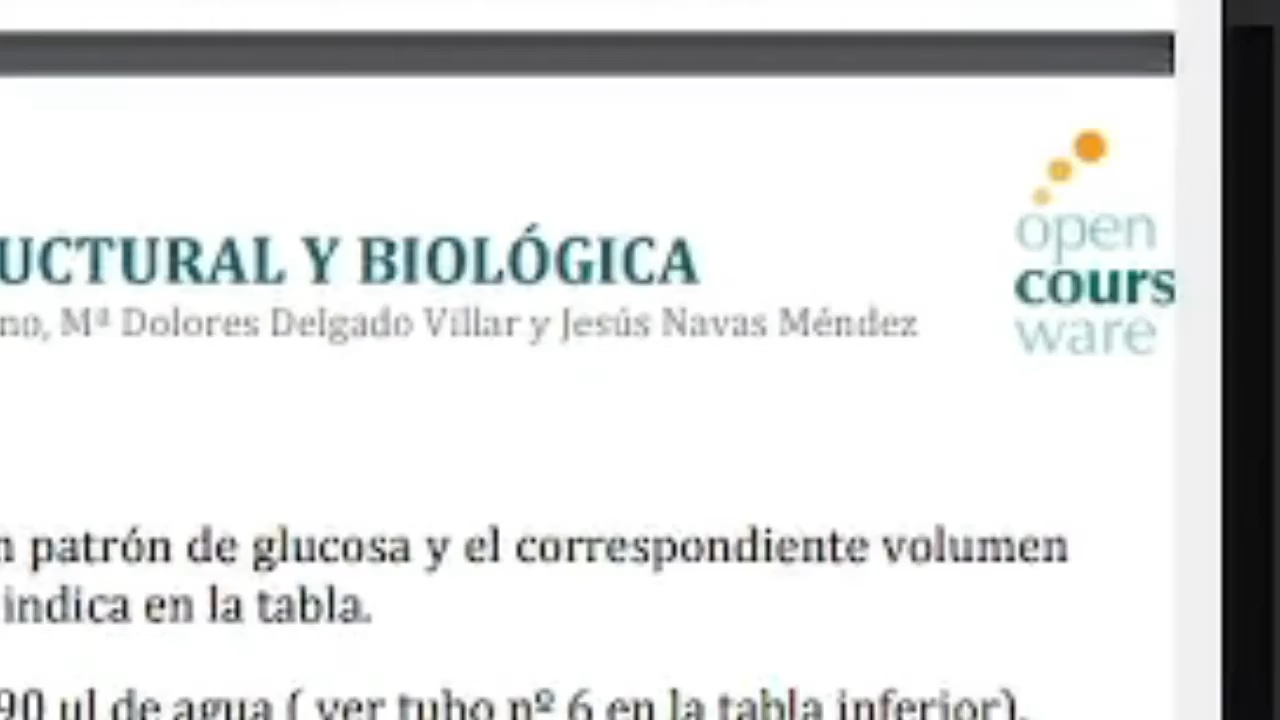 UCTURAL Y BIOLÓGICA
no, Mª Dolores Delgado Villar y Jesús Navas Méndez
open
cours
ware
n patrón de glucosa y el correspondiente volumen
indica en la tabla.
90 ul de agua ( ver tubo nº 6 en la tabla inferior).